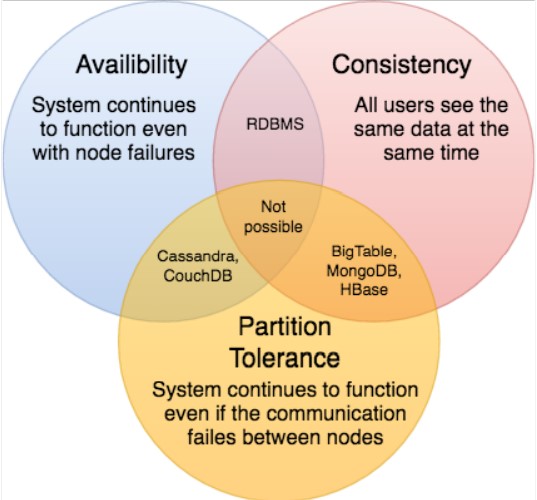 Availibility
System continues
to function even
with node failures
Consistency
All users see the
same data at the
same time
RDBMS
Not
possible
Cassandra,
CouchDB
BigTable,
MongoDB,
HBase
Partition
Tolerance
System continues to function
even if the communication
failes between nodes